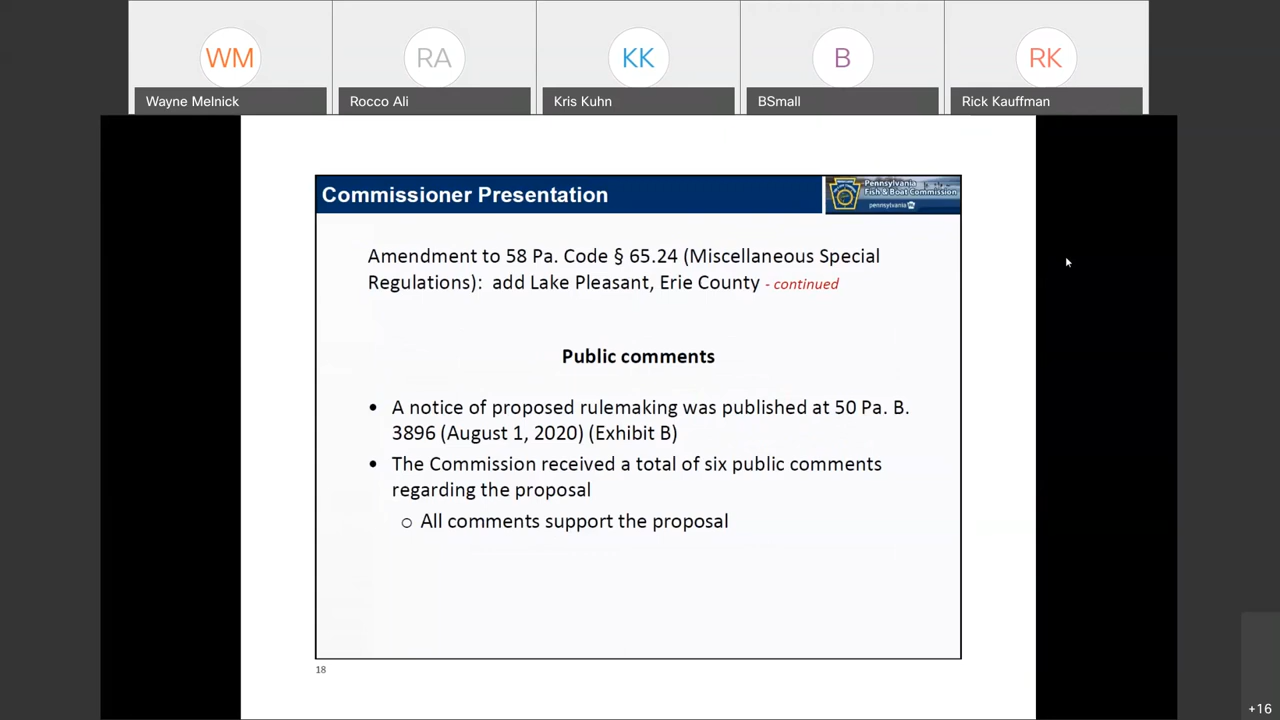 WM
RA
KK
B
RK
Wayne Melnick
Rocco Ali
Kris Kuhn
BSmall
Rick Kauffman
Commissioner Presentation
Pennsylvania
Fish & Boat Commission
pennsylvania
Amendment to 58 Pa. Code § 65.24 (Miscellaneous Special
Regulations): add Lake Pleasant, Erie County - continued
Public comments
• A notice of proposed rulemaking was published at 50 Pa. B.
3896 (August 1, 2020) (Exhibit B)
• The Commission received a total of six public comments
regarding the proposal
o All comments support the proposal
18
+16